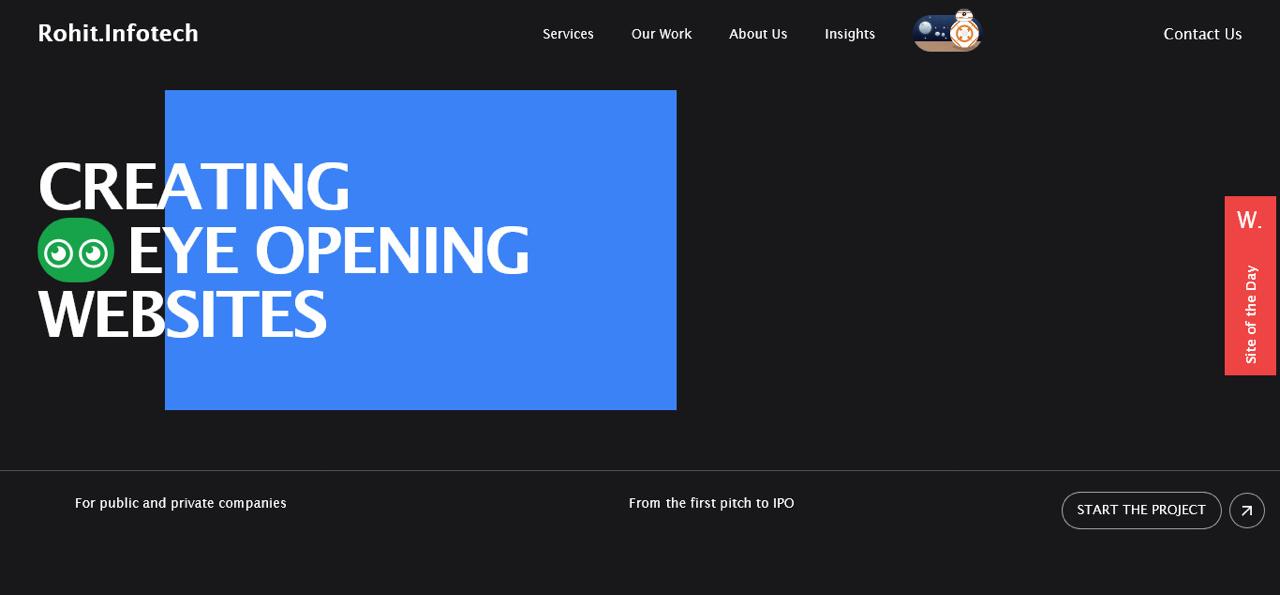 Rohit.Infotech
Services
Our Work
About Us
Insights
Contact Us
CREATING
EYE OPENING
WEBSITES
W.
Site of the Day
For public and private companies
From the first pitch to IPO
START THE PROJECT